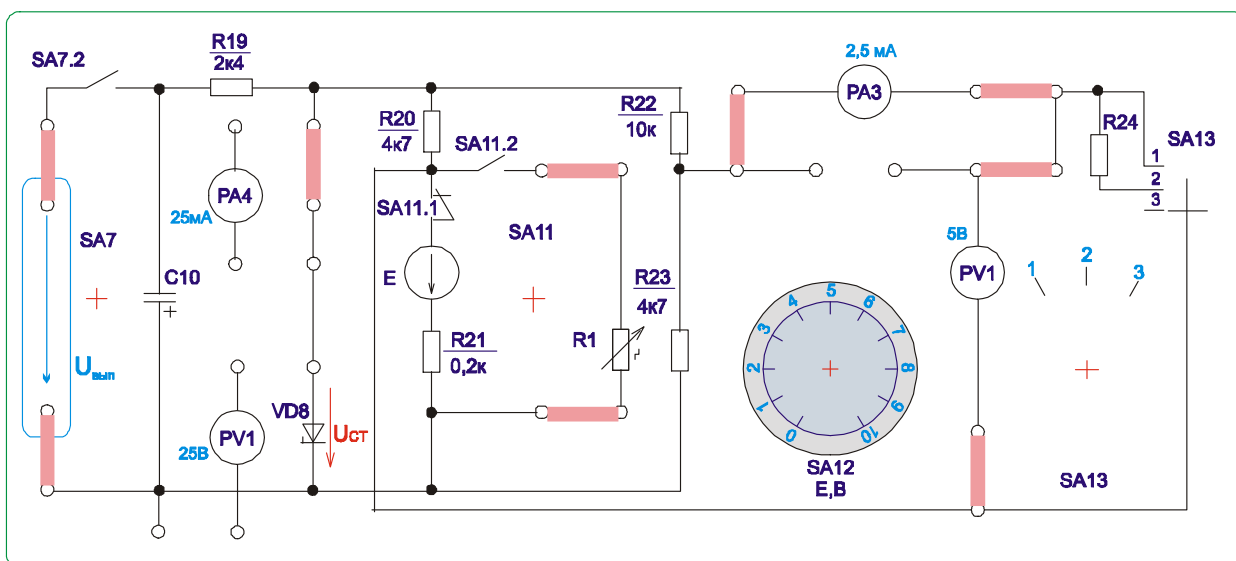 SA7.2
R19
2к4
2,5 мА
PA3
R20
4к7
SA11.2
R22
10к
R24
SA13
1
2
3
PA4
25мА
SA11.1
SA7
SA11
5В
PV1
1
2
3
C10
+
E
R23
4к7
0
1
2
3
4
5
6
7
8
9
10
Uвып
R21
0,2к
R1
VD8
Uст
PV1
25В
SA12
E,В
SA13